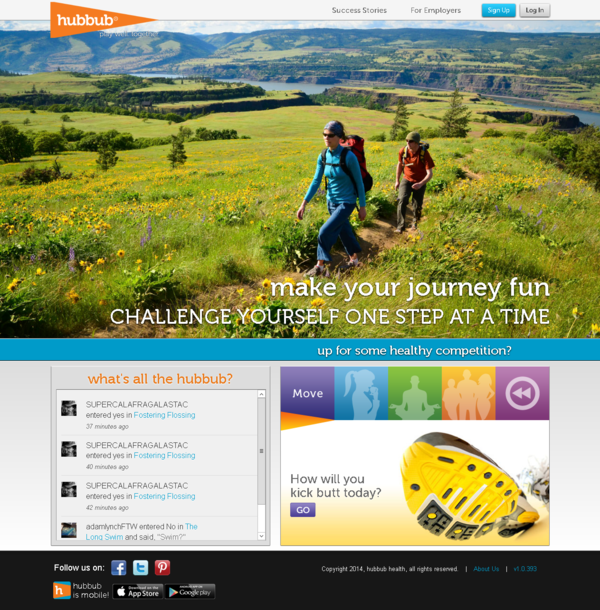 hubbub®
play well together
Success Stories
For Employers
Sign Up
Log In
make your journey fun
CHALLENGE YOURSELF ONE STEP AT A TIME
up for some healthy competition?
what's all the hubbub?
SUPERCALAFRAGALASTAC
entered yes in Fostering Flossing
37 minutes ago
SUPERCALAFRAGALASTAC
entered yes in Fostering Flossing
40 minutes ago
SUPERCALAFRAGALASTAC
entered yes in Fostering Flossing
42 minutes ago
adamlynchFTW entered No in The
Long Swim and said, "Swim?"
Move
How will you
kick butt today?
GO
Follow us on:
hubbub
is mobile!
Download on the
App Store
Google play
Copyright 2014, hubbub health, all rights reserved. | About Us | v1.0.393